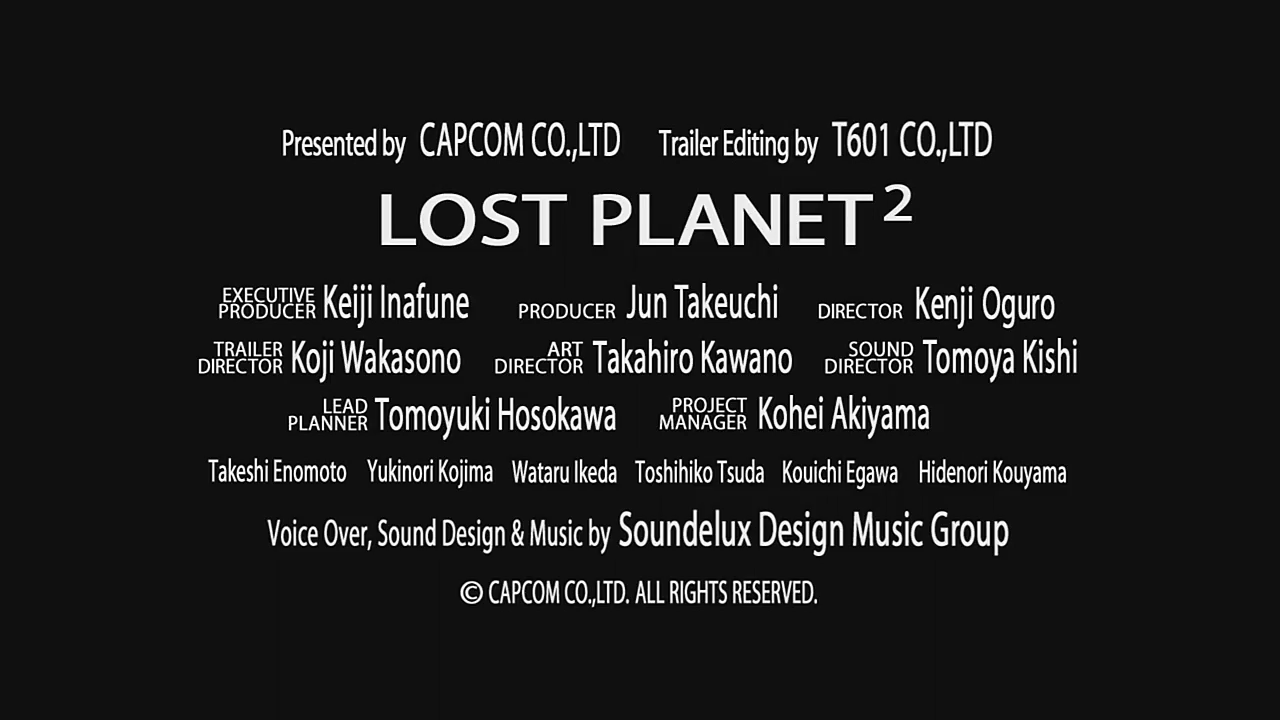 Presented by CAPCOM CO.,LTD Trailer Editing by T601 CO.,LTD
LOST PLANET 2
EXECUTIVE PRODUCER Keiji Inafune PRODUCER Jun Takeuchi DIRECTOR Kenji Oguro
TRAILER DIRECTOR Koji Wakasono ART DIRECTOR Takahiro Kawano SOUND DIRECTOR Tomoya Kishi
LEAD PLANNER Tomoyuki Hosokawa PROJECT MANAGER Kohei Akiyama
Takeshi Enomoto Yukinori Kojima Wataru Ikeda Toshihiko Tsuda Kouichi Egawa Hidenori Kouyama
Voice Over, Sound Design & Music by Soundelux Design Music Group
© CAPCOM CO.,LTD. ALL RIGHTS RESERVED.